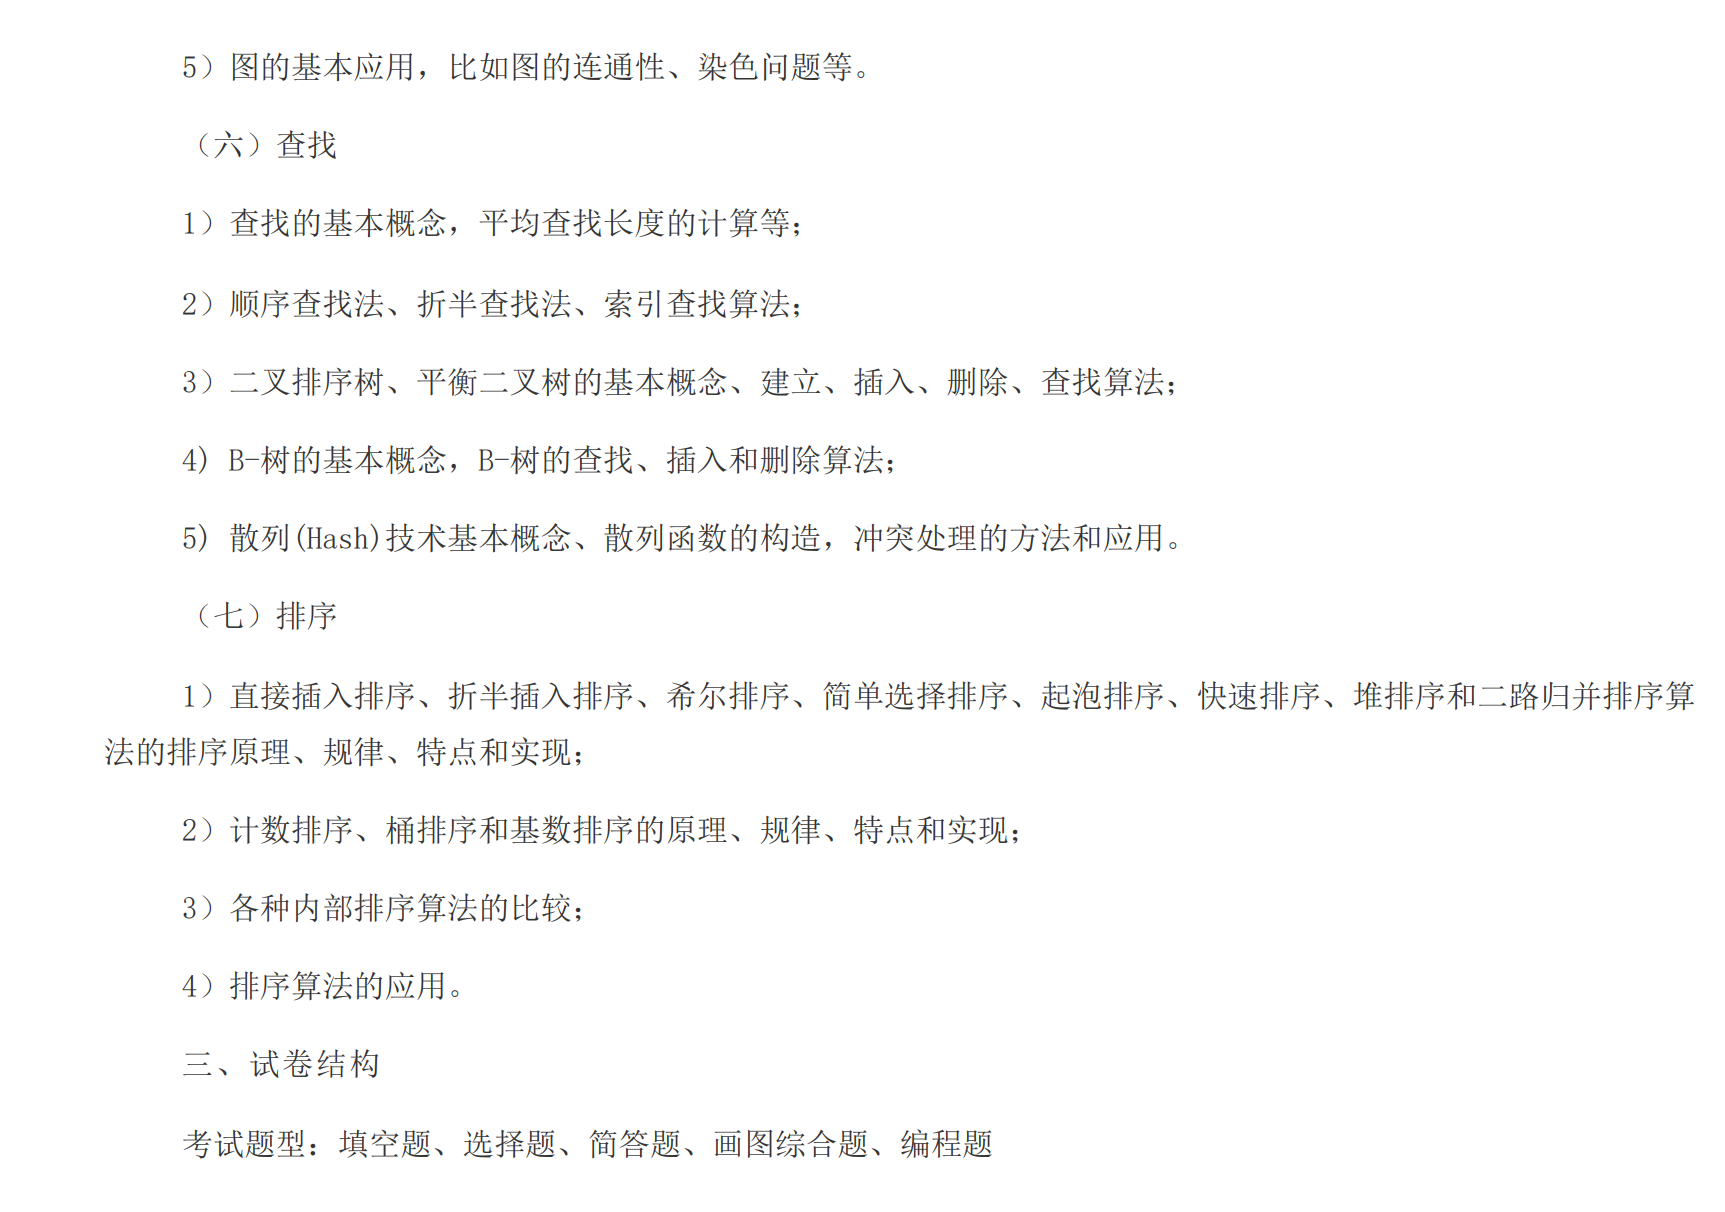 5）图的基本应用，比如图的连通性、染色问题等。
（六）查找
1）查找的基本概念，平均查找长度的计算等；
2）顺序查找法、折半查找法、索引查找算法；
3）二叉排序树、平衡二叉树的基本概念、建立、插入、删除、查找算法；
4) B-树的基本概念，B-树的查找、插入和删除算法；
5) 散列(Hash)技术基本概念、散列函数的构造，冲突处理的方法和应用。
（七）排序
1）直接插入排序、折半插入排序、希尔排序、简单选择排序、起泡排序、快速排序、堆排序和二路归并排序算
法的排序原理、规律、特点和实现；
2）计数排序、桶排序和基数排序的原理、规律、特点和实现；
3）各种内部排序算法的比较；
4）排序算法的应用。
三、试卷结构
考试题型：填空题、选择题、简答题、画图综合题、编程题